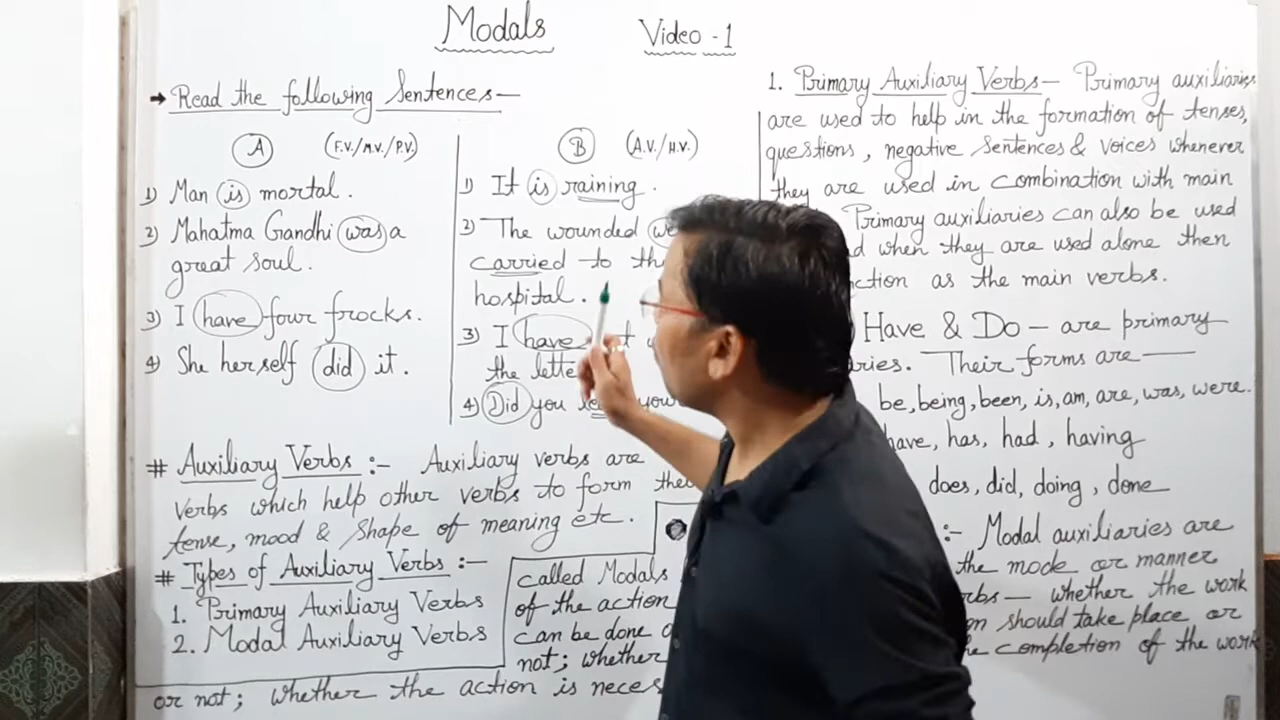 Modals Video - 1
→ Read the following Sentences —
A (F.V./M.V./P.V.)
1) Man is mortal.
2) Mahatma Gandhi was a
great soul.
3) I have four frocks.
4) She herself did it.
B (A.V./H.V.)
1) It is raining.
2) The wounded
carried to
hospital.
3) I have
the
4) Did you
# Auxiliary Verbs :- Auxiliary verbs are
verbs which help other verbs to form
tense, mood & shape of meaning etc.
# Types of Auxiliary Verbs :-
1. Primary Auxiliary Verbs
2. Modal Auxiliary Verbs
1. Primary Auxiliary Verbs — Primary auxiliaries
are used to help in the formation of tenses,
questions, negative sentences & voices whenever
they are used in combination with main
Primary auxiliaries can also be used
when they are used alone then
as the main verbs.
Have & Do — are primary
Their forms are —
be, being, been, is, am, are, was, were.
have, has, had, having
does, did, doing, done
:- Modal auxiliaries are
the mode or manner
— whether the work
should take place or
completion of the work
called Modals
of the action
can be done
not; whether
or not; whether the action is